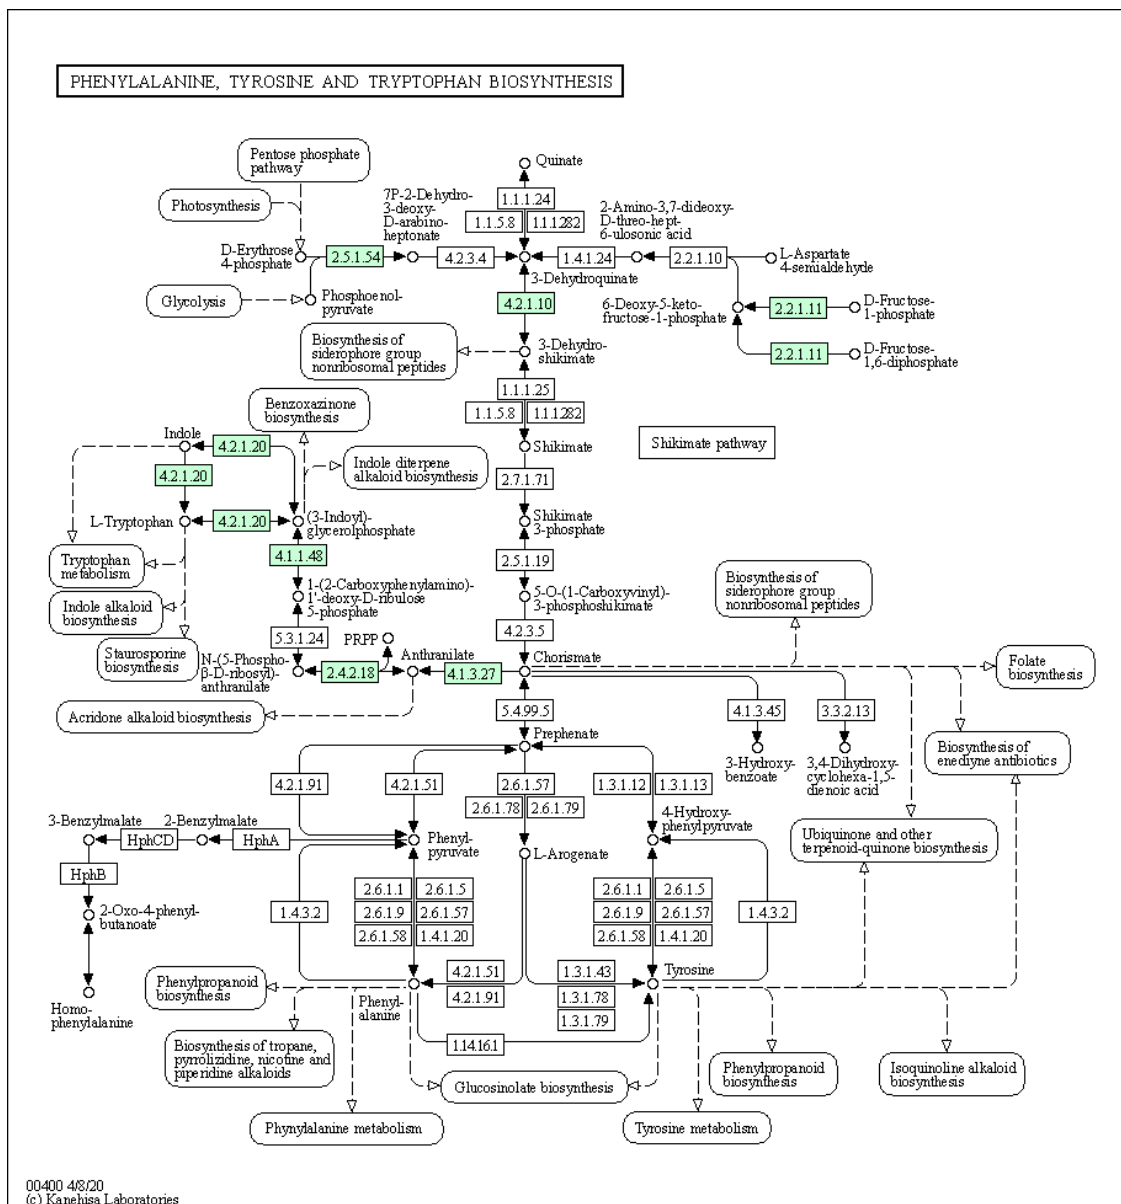 PHENYLALANINE, TYROSINE AND TRYPTOPHAN BIOSYNTHESIS
Pentose phosphate
pathway
Quinate
Photosynthesis
7P-2-Dehydro-
3-deoxy-
D-arabino-
heptonate
1.1.1.24
1.1.5.8
1.1.1.282
2-Amino-3,7-dideoxy-
D-threo-hept-
6-ulosonic acid
D-Erythrose
4-phosphate
2.5.1.54
4.2.3.4
1.4.1.24
2.2.1.10
L-Aspartate
4-semialdehyde
3-Dehydroquinate
Glycolysis
Phosphoenol-
pyruvate
4.2.1.10
6-Deoxy-5-keto-
fructose-1-phosphate
2.2.1.11
D-Fructose-
1-phosphate
Biosynthesis of
siderophore group
nonribosomal peptides
3-Dehydro-
shikimate
2.2.1.11
D-Fructose-
1,6-diphosphate
1.1.1.25
1.1.5.8
1.1.1.282
Benzoxazinone
biosynthesis
Indole
4.2.1.20
Shikimate
Shikimate pathway
4.2.1.20
Indole diterpene
alkaloid biosynthesis
2.7.1.71
L-Tryptophan
4.2.1.20
(3-Indoyl)-
glycerolphosphate
Shikimate
3-phosphate
Tryptophan
metabolism
4.1.1.48
2.5.1.19
Indole alkaloid
biosynthesis
1-(2-Carboxyphenylamino)-
1'-deoxy-D-ribulose
5-phosphate
5-O-(1-Carboxyvinyl)-
3-phosphoshikimate
Biosynthesis of
siderophore group
nonribosomal peptides
Staurosporine
biosynthesis
5.3.1.24
PRPP
4.2.3.5
N-(5-Phospho-
β-D-ribosyl)-
anthranilate
2.4.2.18
Anthranilate
4.1.3.27
Chorismate
Folate
biosynthesis
Acridone alkaloid biosynthesis
5.4.99.5
4.1.3.45
3.3.2.13
Prephenate
3-Hydroxy-
benzoate
3,4-Dihydroxy-
cyclohexa-1,5-
dienoic acid
Biosynthesis of
enediyne antibiotics
4.2.1.91
4.2.1.51
2.6.1.57
2.6.1.78
2.6.1.79
1.3.1.12
1.3.1.13
3-Benzylmalate
2-Benzylmalate
HphCD
HphA
Phenyl-
pyruvate
4-Hydroxy-
phenylpyruvate
Ubiquinone and other
terpenoid-quinone biosynthesis
HphB
L-Arogenate
2-Oxo-4-phenyl-
butanoate
1.4.3.2
2.6.1.1
2.6.1.5
2.6.1.9
2.6.1.57
2.6.1.58
1.4.1.20
2.6.1.1
2.6.1.5
2.6.1.9
2.6.1.57
2.6.1.58
1.4.1.20
1.4.3.2
Phenylpropanoid
biosynthesis
4.2.1.51
4.2.1.91
1.3.1.43
1.3.1.78
1.3.1.79
Tyrosine
Homo-
phenylalanine
Phenyl-
alanine
Biosynthesis of tropane,
pyrrolizidine, nicotine and
piperidine alkaloids
1.14.16.1
Glucosinolate biosynthesis
Phenylpropanoid
biosynthesis
Isoquinoline alkaloid
biosynthesis
Phynylalanine metabolism
Tyrosine metabolism
00400 4/8/20
(c) Kanehisa Laboratories